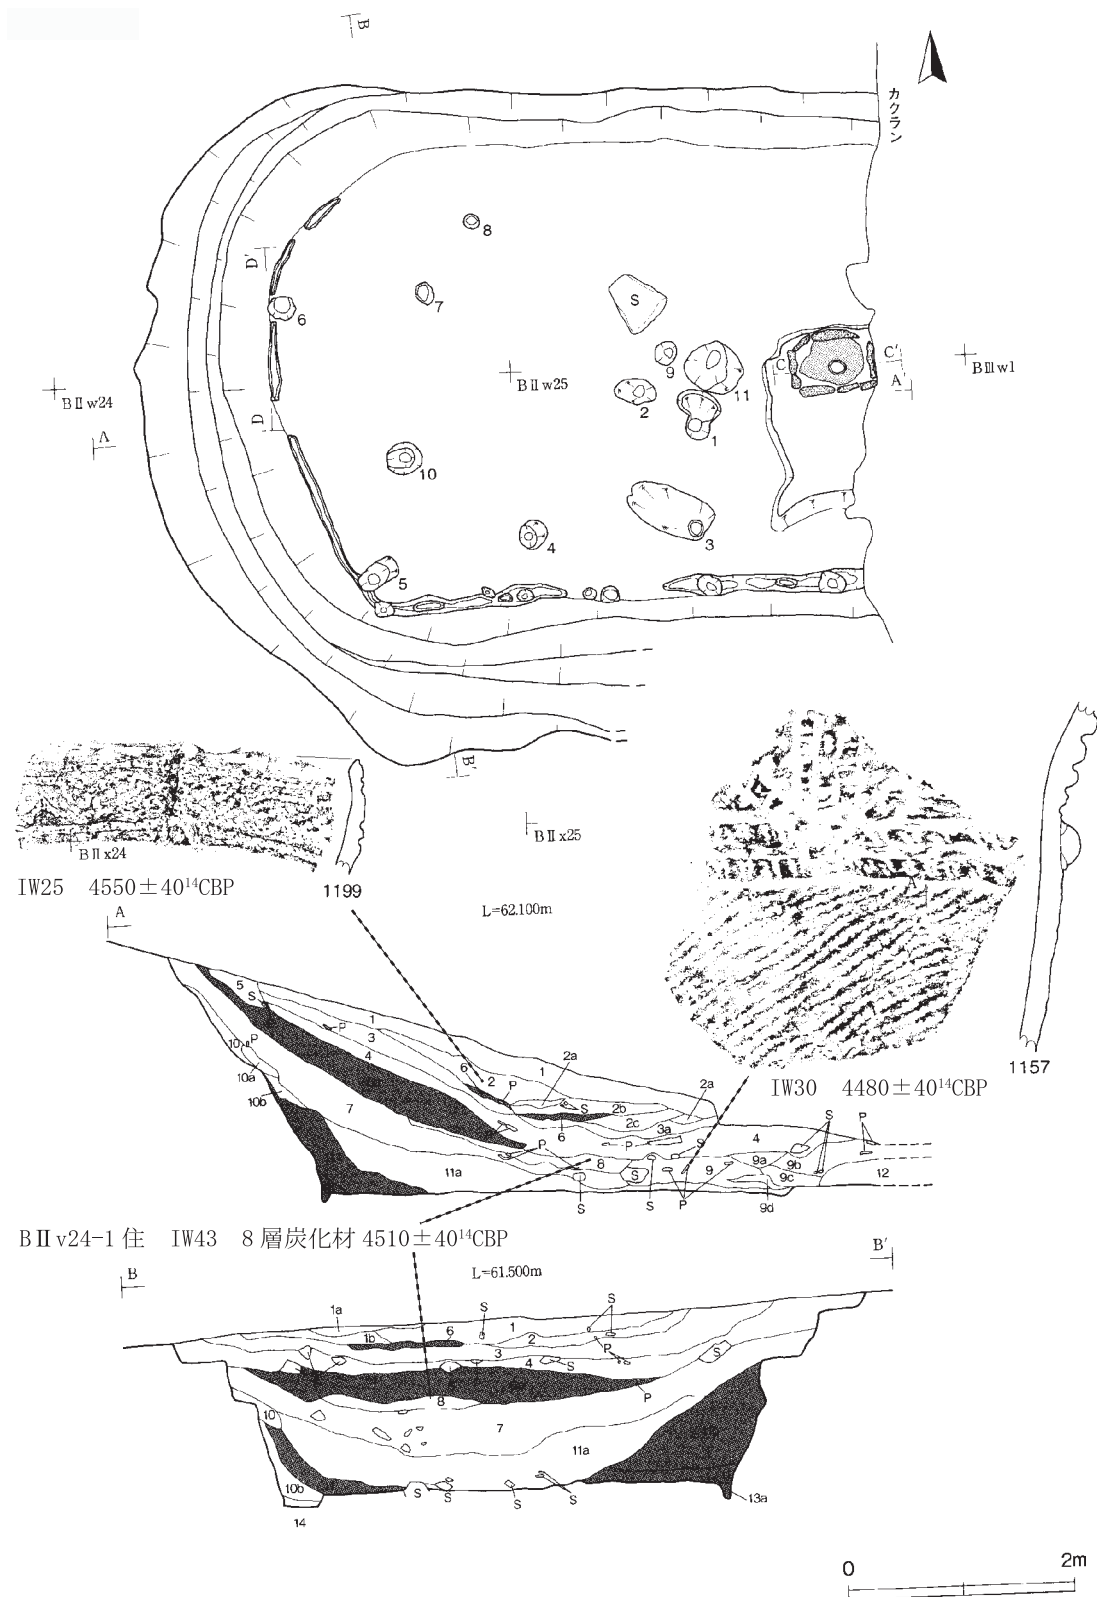 B
カクラン
8
D'
S
6
7
C'
9
C
BⅡw24
BⅡw25
A
BⅢw1
A
2
11
1
D
10
3
4
5
B'
BⅡx24
BⅡx25
IW25 4550±40¹⁴CBP
1199
A'
A
L=62.100m
1157
IW30 4480±40¹⁴CBP
5
S
1
P
3
2a
10
P
4
6
2
P
1
2a
S
P
10a
S
2b
4
10b
6
2c
3a
7
P
P
S
9a
9b
11a
8
S
9
9c
12
S
S
P
9d
BⅡv24-1住 IW43 8層炭化材4510±40¹⁴CBP
B
L=61.500m
B'
1a
S
S
1b
6
1
2
3
P
4
S
S
8
P
10
7
11a
10b
S
S
S
S
13a
14
0
2m